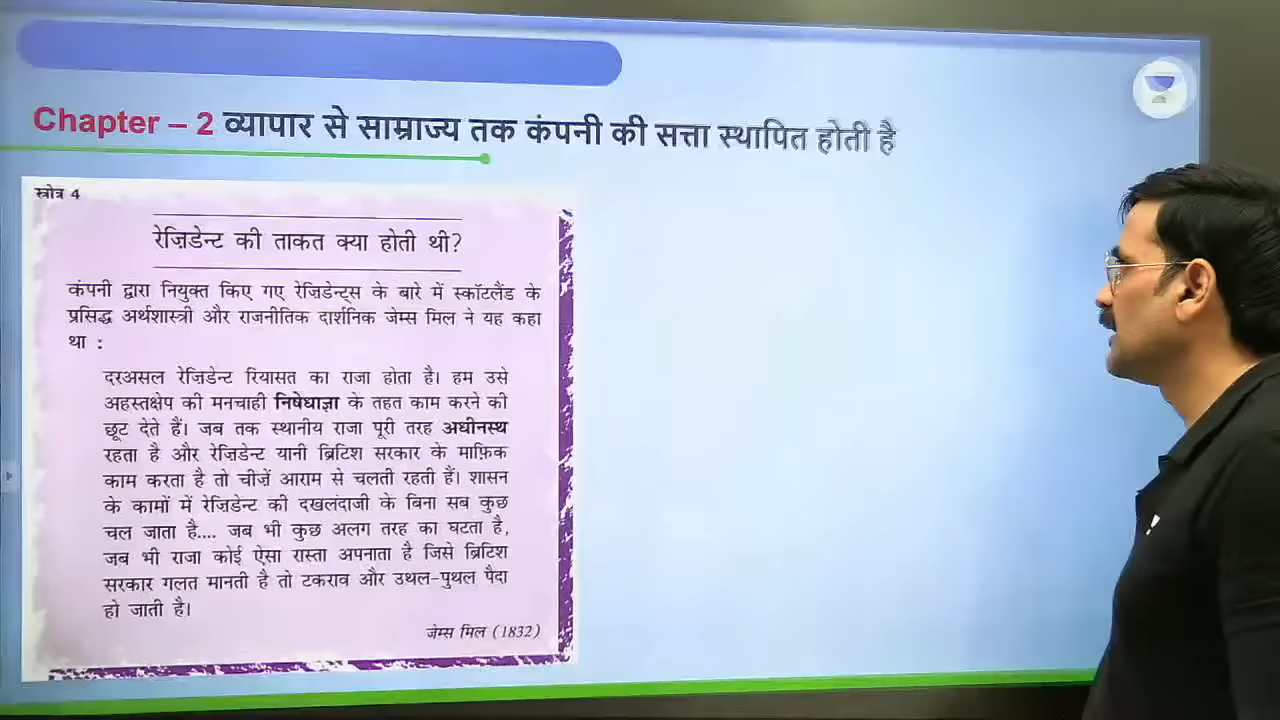 Chapter – 2 व्यापार से साम्राज्य तक कंपनी की सत्ता स्थापित होती है
स्त्रोत 4
रेज़िडेन्ट की ताकत क्या होती थी?
कंपनी द्वारा नियुक्त किए गए रेज़िडेन्ट्स के बारे में स्कॉटलैंड के
प्रसिद्ध अर्थशास्त्री और राजनीतिक दार्शनिक जेम्स मिल ने यह कहा
था :
दरअसल रेज़िडेन्ट रियासत का राजा होता है। हम उसे
अहस्तक्षेप की मनचाही निषेधाज्ञा के तहत काम करने की
छूट देते हैं। जब तक स्थानीय राजा पूरी तरह अधीनस्थ
रहता है और रेज़िडेन्ट यानी ब्रिटिश सरकार के माफ़िक
काम करता है तो चीज़ें आराम से चलती रहती हैं। शासन
के कामों में रेज़िडेन्ट की दखलंदाजी के बिना सब कुछ
चल जाता है.... जब भी कुछ अलग तरह का घटता है,
जब भी राजा कोई ऐसा रास्ता अपनाता है जिसे ब्रिटिश
सरकार गलत मानती है तो टकराव और उथल-पुथल पैदा
हो जाती है।
जेम्स मिल (1832)